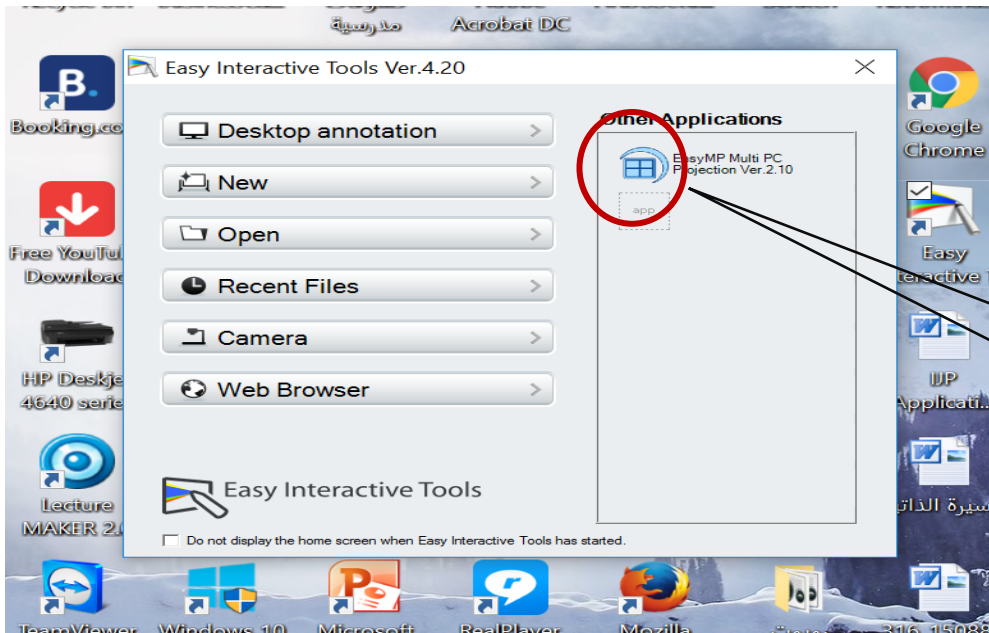 مدرسية
Acrobat DC
Easy Interactive Tools Ver.4.20
Booking.co
Desktop annotation
New
Open
Recent Files
Camera
Web Browser
Other Applications
EasyMP Multi PC
Projection Ver.2.10
app
Google
Chrome
Free YouTu
Download
Easy
teractive
HP Deskje
4640 serie
IJP
Applicati...
Lecture
MAKER 2.
Easy Interactive Tools
Do not display the home screen when Easy Interactive Tools has started.
سيرة الذات
TeamViewer
Windows 10
Microsoft
RealPlayer
Mozilla
316_15088